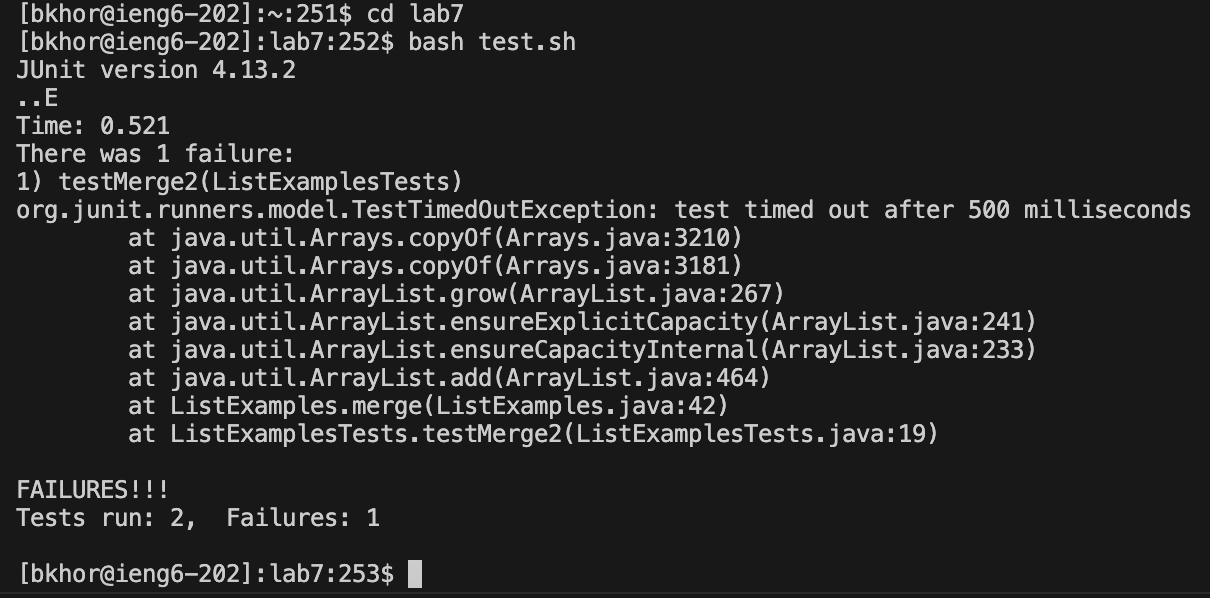 [bkhor@ieng6-202]:~:251$ cd lab7
[bkhor@ieng6-202]:lab7:252$ bash test.sh
JUnit version 4.13.2
..E
Time: 0.521
There was 1 failure:
1) testMerge2(ListExamplesTests)
org.junit.runners.model.TestTimedOutException: test timed out after 500 milliseconds
        at java.util.Arrays.copyOf(Arrays.java:3210)
        at java.util.Arrays.copyOf(Arrays.java:3181)
        at java.util.ArrayList.grow(ArrayList.java:267)
        at java.util.ArrayList.ensureExplicitCapacity(ArrayList.java:241)
        at java.util.ArrayList.ensureCapacityInternal(ArrayList.java:233)
        at java.util.ArrayList.add(ArrayList.java:464)
        at ListExamples.merge(ListExamples.java:42)
        at ListExamplesTests.testMerge2(ListExamplesTests.java:19)

FAILURES!!!
Tests run: 2,  Failures: 1

[bkhor@ieng6-202]:lab7:253$